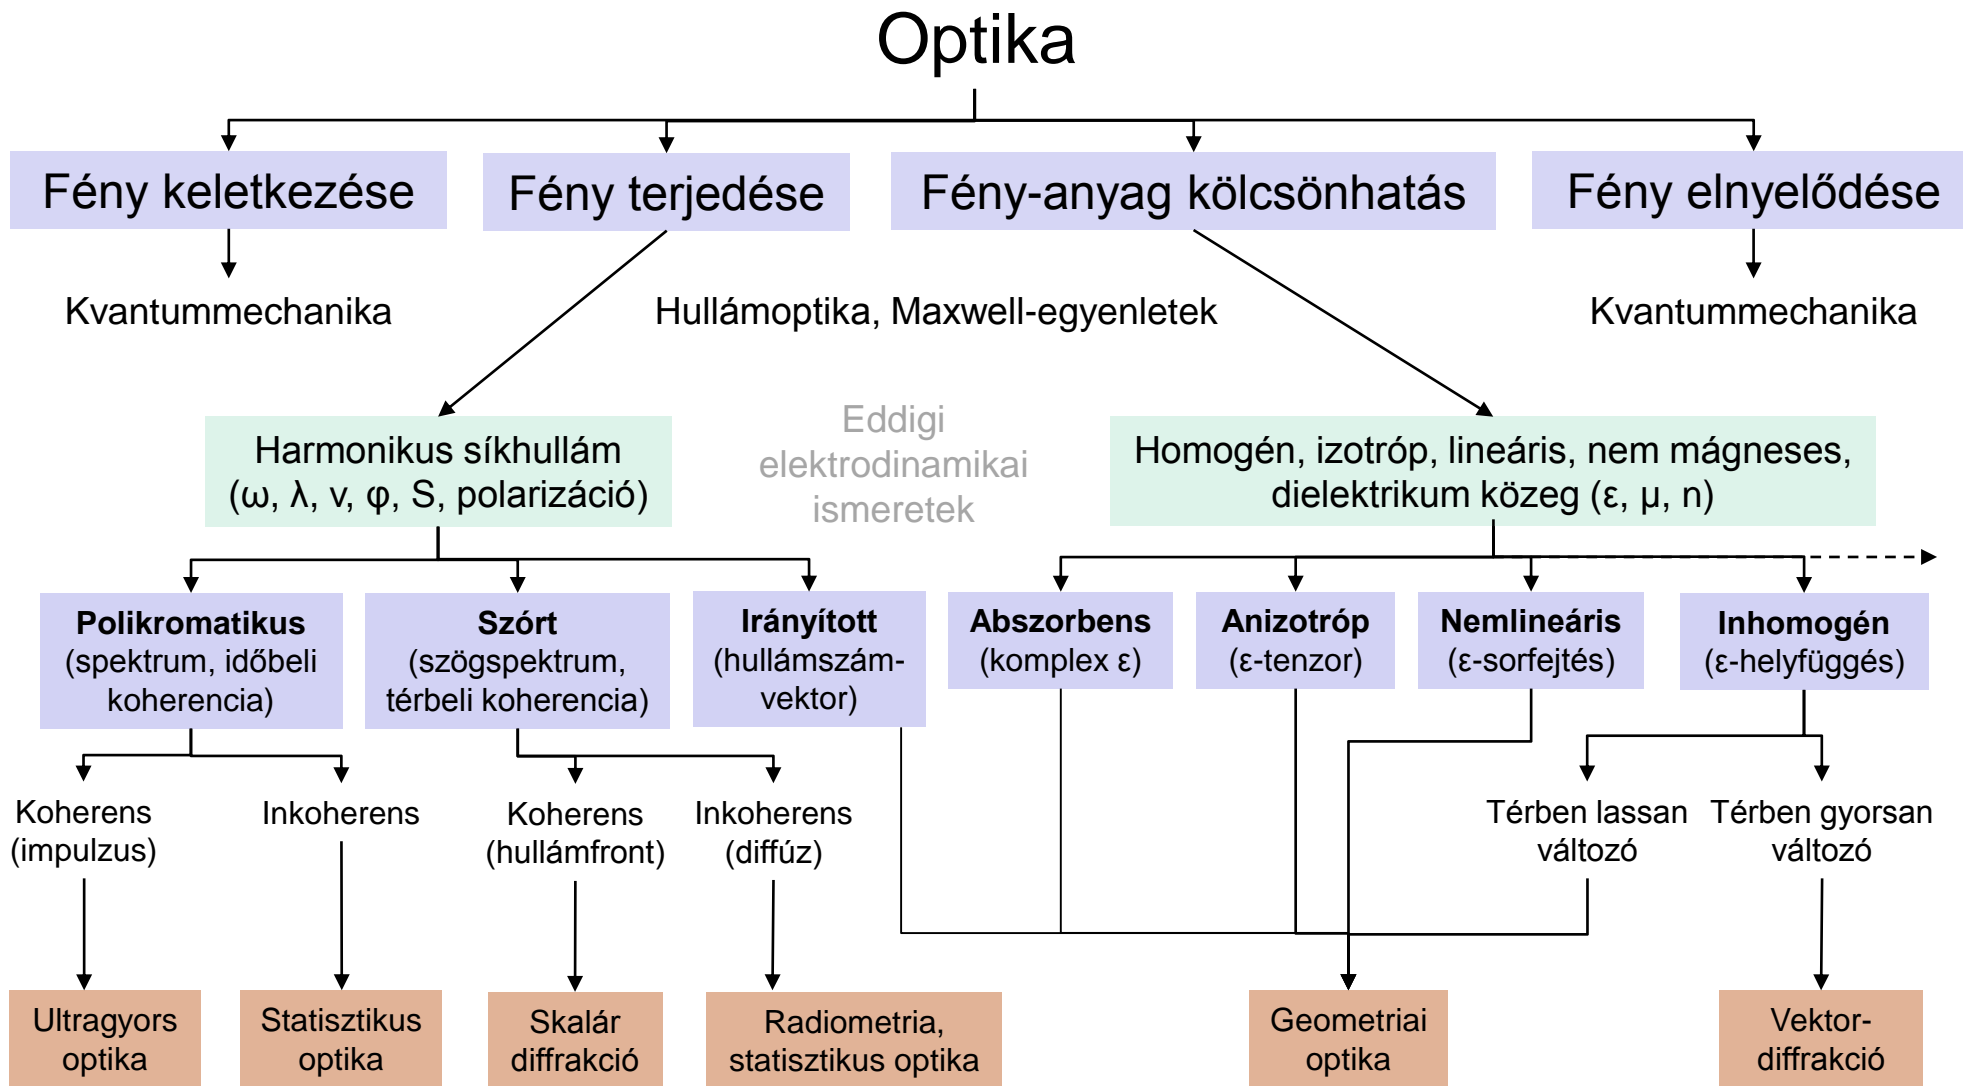 Optika
Fény keletkezése
Fény terjedése
Fény-anyag kölcsönhatás
Fény elnyelődése
Kvantummechanika
Hullámoptika, Maxwell-egyenletek
Kvantummechanika
Harmonikus síkhullám
(ω, λ, ν, φ, S, polarizáció)
Eddigi
elektrodinamikai
ismeretek
Homogén, izotróp, lineáris, nem mágneses,
dielektrikum közeg (ε, μ, n)
Polikromatikus
(spektrum, időbeli
koherencia)
Szórt
(szögspektrum,
térbeli koherencia)
Irányított
(hullámszám-
vektor)
Abszorbens
(komplex ε)
Anizotróp
(ε-tenzor)
Nemlineáris
(ε-sorfejtés)
Inhomogén
(ε-helyfüggés)
Koherens
(impulzus)
Inkoherens
Koherens
(hullámfront)
Inkoherens
(diffúz)
Térben lassan
változó
Térben gyorsan
változó
Ultragyors
optika
Statisztikus
optika
Skalár
diffrakció
Radiometria,
statisztikus optika
Geometriai
optika
Vektor-
diffrakció